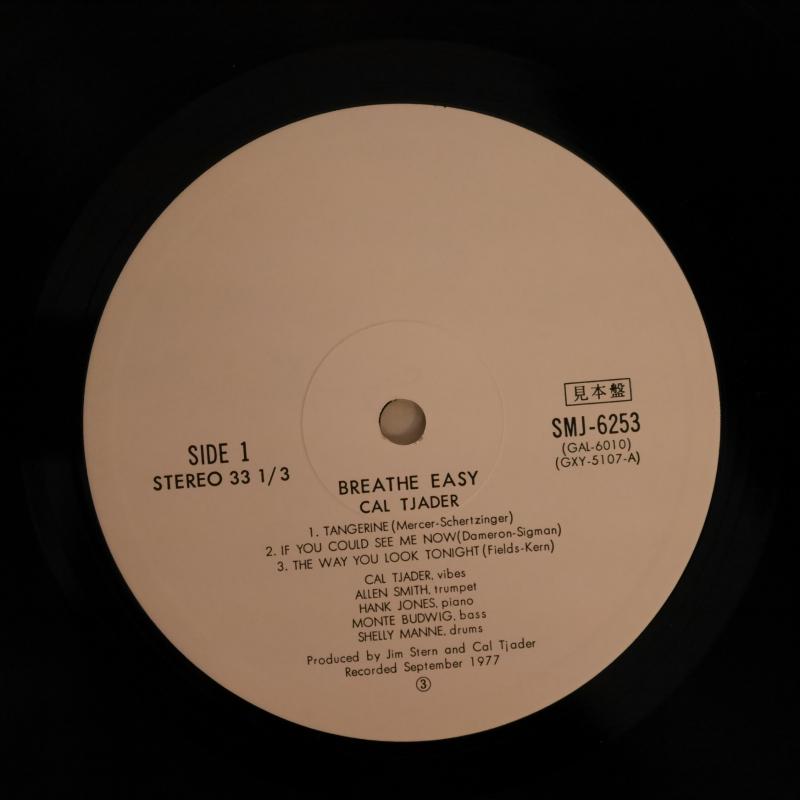 見本盤
SMJ-6253
(GAL-6010)
(GXY-5107-A)
SIDE 1
STEREO 33 1/3
BREATHE EASY
CAL TJADER
1. TANGERINE (Mercer-Schertzinger)
2. IF YOU COULD SEE ME NOW(Dameron-Sigman)
3. THE WAY YOU LOOK TONIGHT (Fields-Kern)
CAL TJADER, vibes
ALLEN SMITH, trumpet
HANK JONES, piano
MONTE BUDWIG, bass
SHELLY MANNE, drums
Produced by Jim Stern and Cal Tjader
Recorded September 1977
③